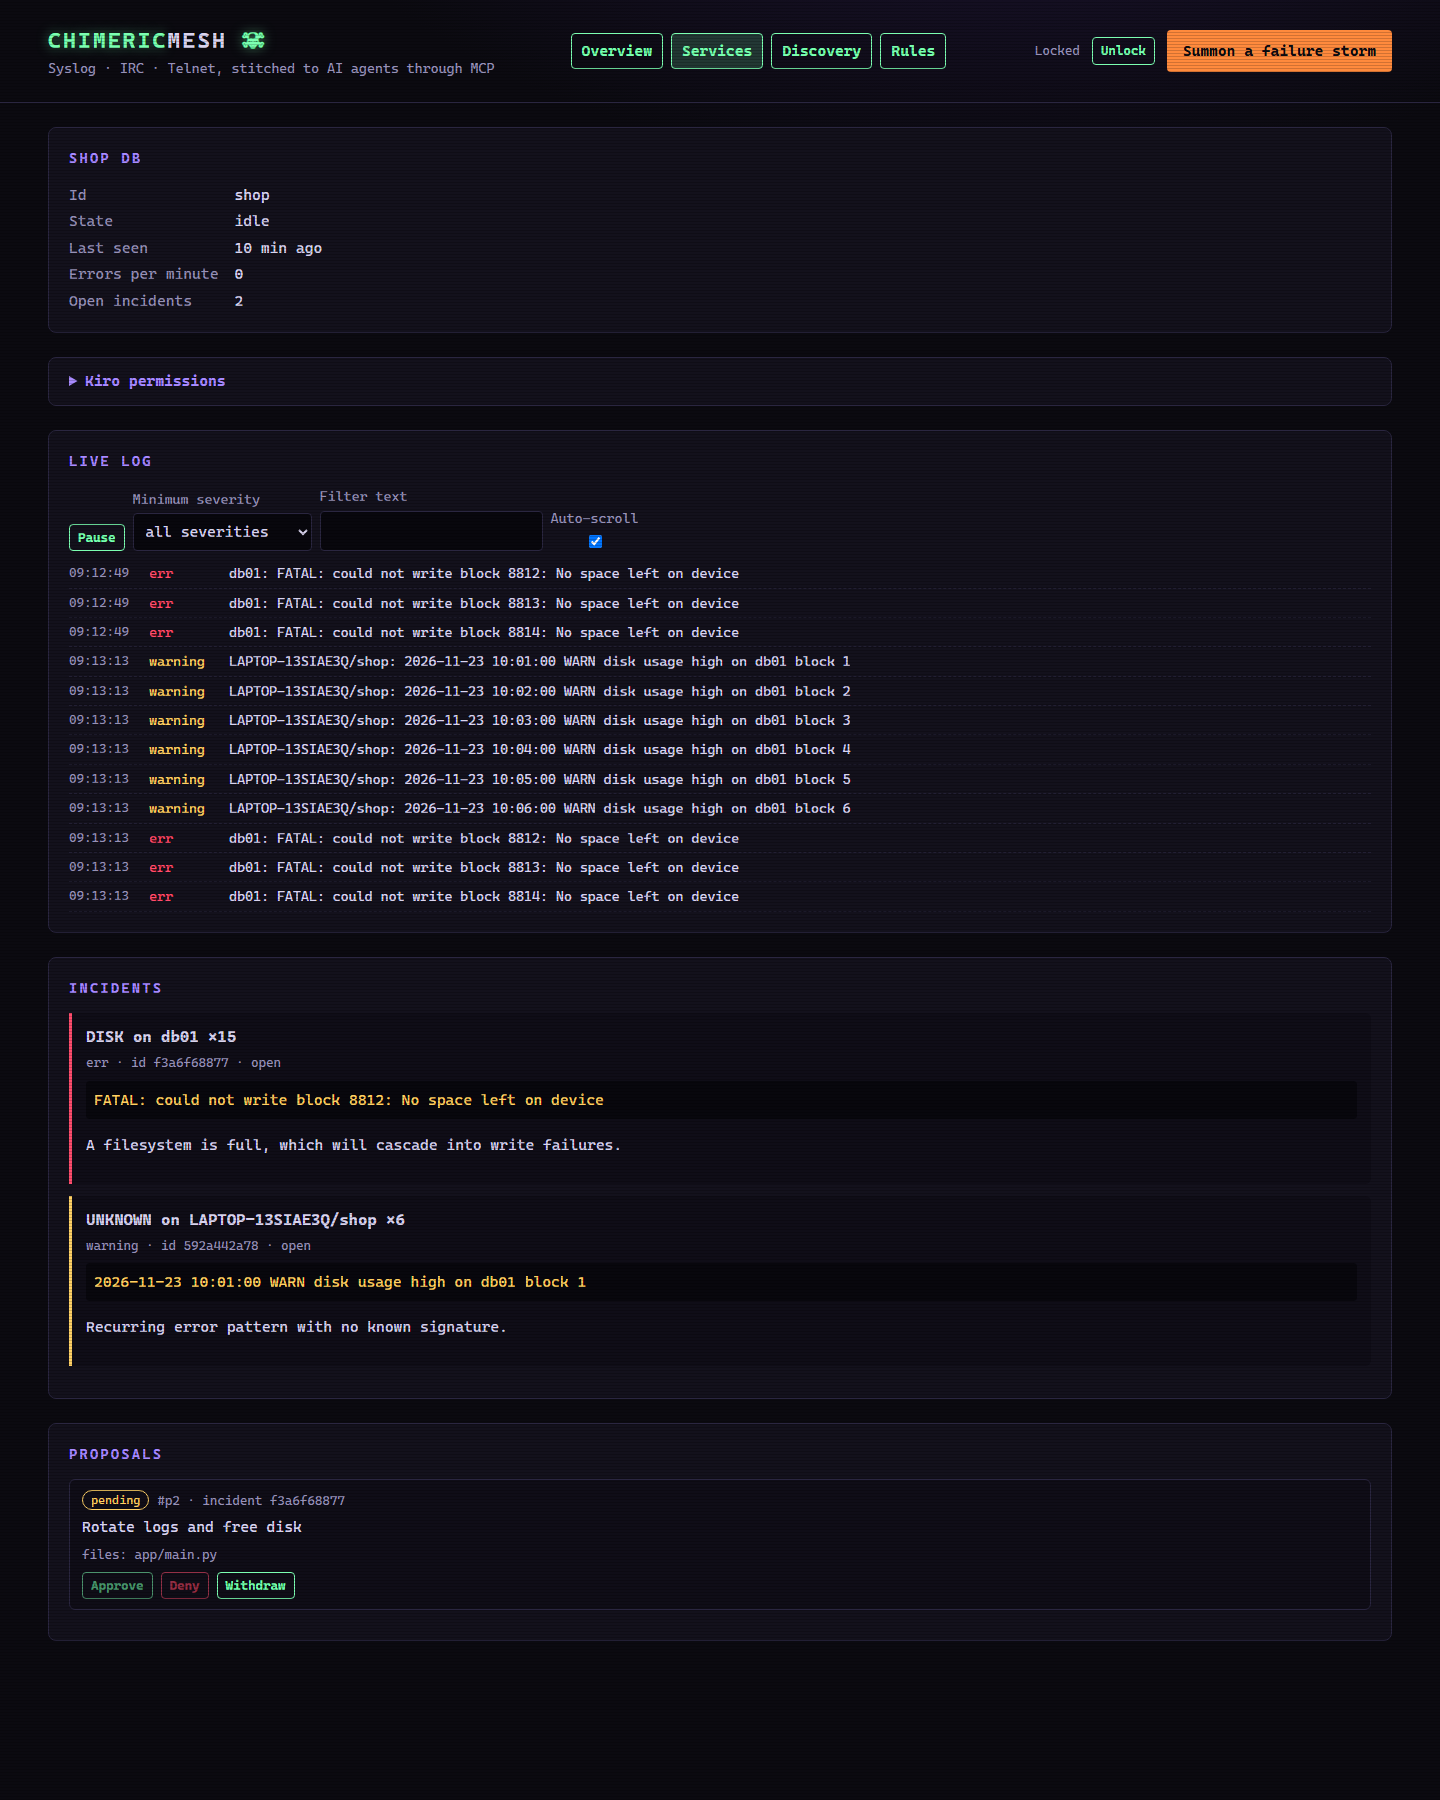 CHIMERICMESH
Syslog · IRC · Telnet, stitched to AI agents through MCP
Overview Services Discovery Rules
Locked Unlock Summon a failure storm
SHOP DB
Id shop
State idle
Last seen 10 min ago
Errors per minute 0
Open incidents 2
Kiro permissions
LIVE LOG
Pause
Minimum severity
all severities
Filter text
Auto-scroll
09:12:49 err db01: FATAL: could not write block 8812: No space left on device
09:12:49 err db01: FATAL: could not write block 8813: No space left on device
09:12:49 err db01: FATAL: could not write block 8814: No space left on device
09:13:13 warning LAPTOP-13SIAE3Q/shop: 2026-11-23 10:01:00 WARN disk usage high on db01 block 1
09:13:13 warning LAPTOP-13SIAE3Q/shop: 2026-11-23 10:02:00 WARN disk usage high on db01 block 2
09:13:13 warning LAPTOP-13SIAE3Q/shop: 2026-11-23 10:03:00 WARN disk usage high on db01 block 3
09:13:13 warning LAPTOP-13SIAE3Q/shop: 2026-11-23 10:04:00 WARN disk usage high on db01 block 4
09:13:13 warning LAPTOP-13SIAE3Q/shop: 2026-11-23 10:05:00 WARN disk usage high on db01 block 5
09:13:13 warning LAPTOP-13SIAE3Q/shop: 2026-11-23 10:06:00 WARN disk usage high on db01 block 6
09:13:13 err db01: FATAL: could not write block 8812: No space left on device
09:13:13 err db01: FATAL: could not write block 8813: No space left on device
09:13:13 err db01: FATAL: could not write block 8814: No space left on device
INCIDENTS
DISK on db01 ×15
err · id f3a6f68877 · open
FATAL: could not write block 8812: No space left on device
A filesystem is full, which will cascade into write failures.
UNKNOWN on LAPTOP-13SIAE3Q/shop ×6
warning · id 592a442a78 · open
2026-11-23 10:01:00 WARN disk usage high on db01 block 1
Recurring error pattern with no known signature.
PROPOSALS
pending #p2 · incident f3a6f68877
Rotate logs and free disk
files: app/main.py
Approve Deny Withdraw